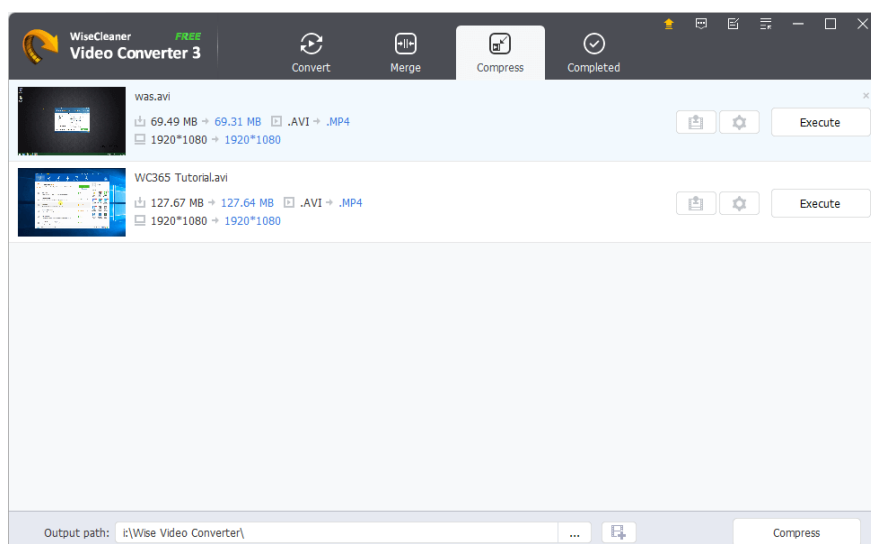 WiseCleaner FREE
Video Converter 3
Convert
Merge
Compress
Completed
was.avi
69.49 MB → 69.31 MB .AVI → .MP4
1920*1080 → 1920*1080
Execute
WC365 Tutorial.avi
127.67 MB → 127.64 MB .AVI → .MP4
1920*1080 → 1920*1080
Execute
Output path: i:\Wise Video Converter\ ... Compress